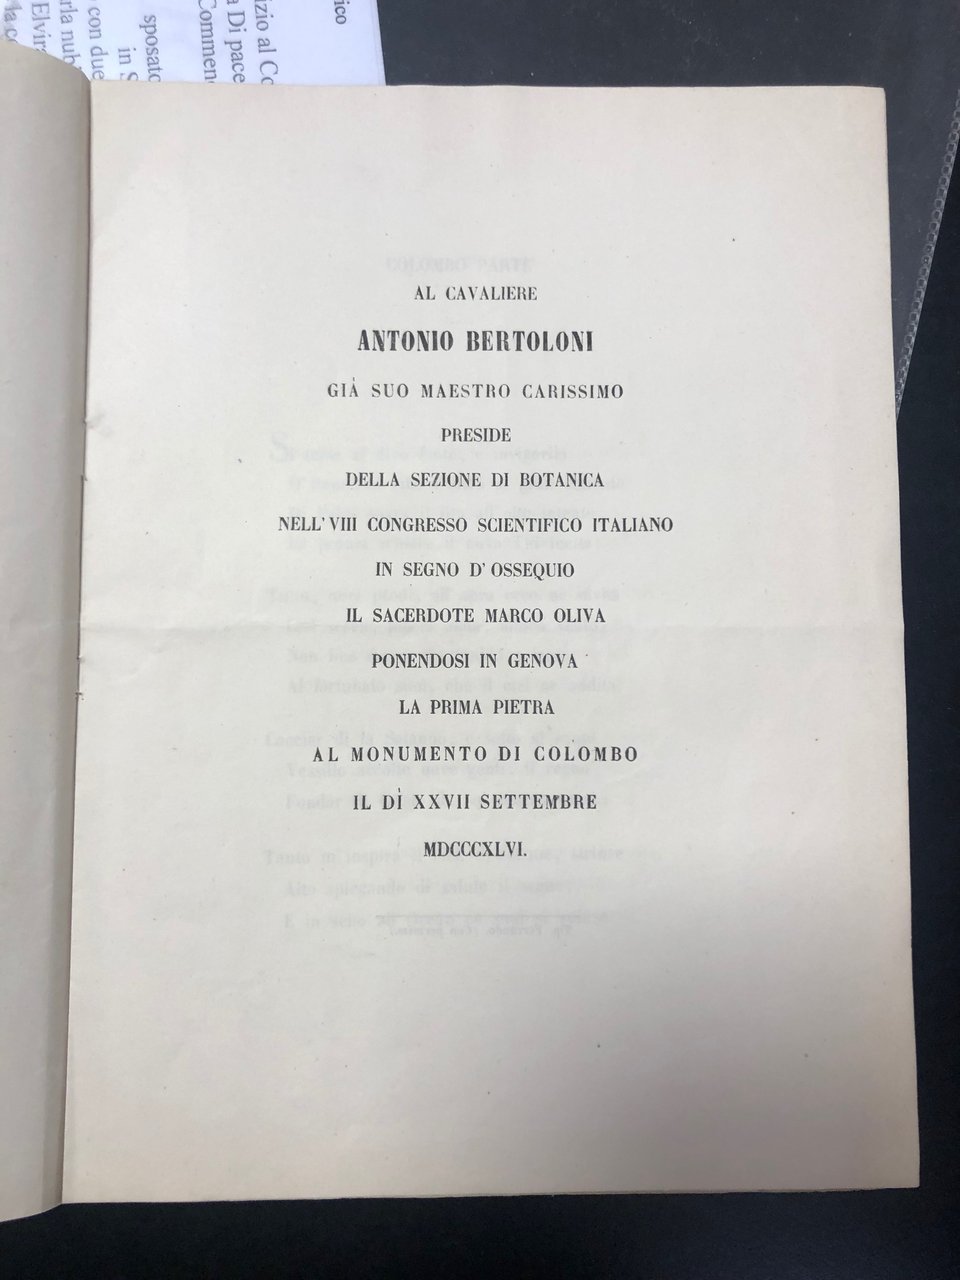 AL CAVALIERE
ANTONIO BERTOLONI
GIÀ SUO MAESTRO CARISSIMO
PRESIDE
DELLA SEZIONE DI BOTANICA
NELL' VIII CONGRESSO SCIENTIFICO ITALIANO
IN SEGNO D' OSSEQUIO
IL SACERDOTE MARCO OLIVA
PONENDOSI IN GENOVA
LA PRIMA PIETRA
AL MONUMENTO DI COLOMBO
IL DÌ XXVII SETTEMBRE
MDCCCXLVI.